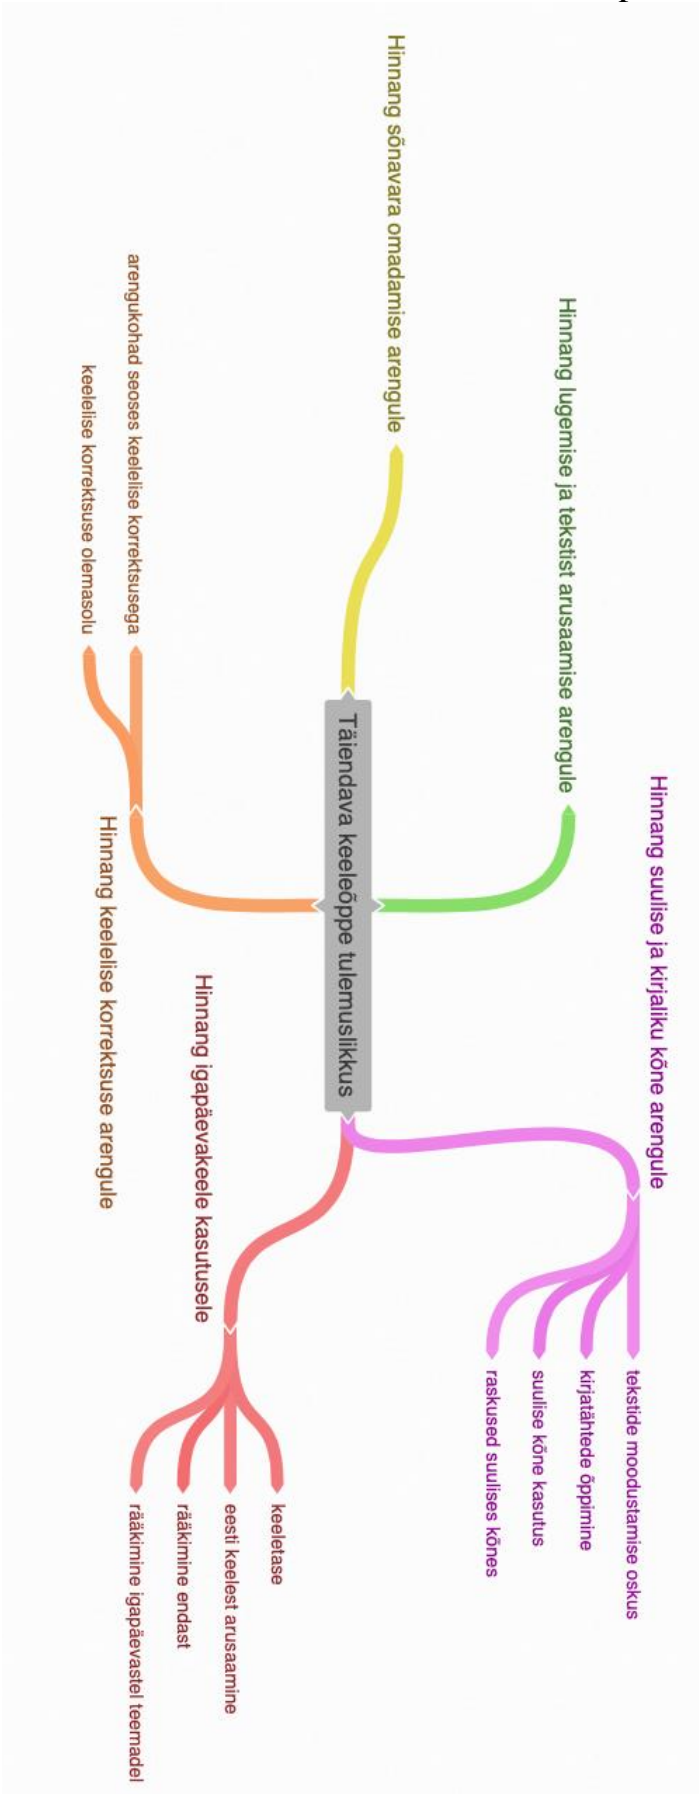 Hinnang suulise ja kirjaliku kõne arengule
tekstide moodustamise oskus
kirjatähtede õppimine
suulise kõne kasutus
raskused suulises kõnes
Hinnang lugemise ja tekstist arusaamise arengule
Hinnang sõnavara omadamise arengule
Täiendava keeleõppe tulemuslikkus
keeletase
eesti keelest arusaamine
rääkimine endast
rääkimine igapäevastel teemadel
Hinnang igapäevakeele kasutusele
arengukohad seoses keelelise korrektsusega
keelelise korrektsuse olemasolu
Hinnang keelelise korrektsuse arengule